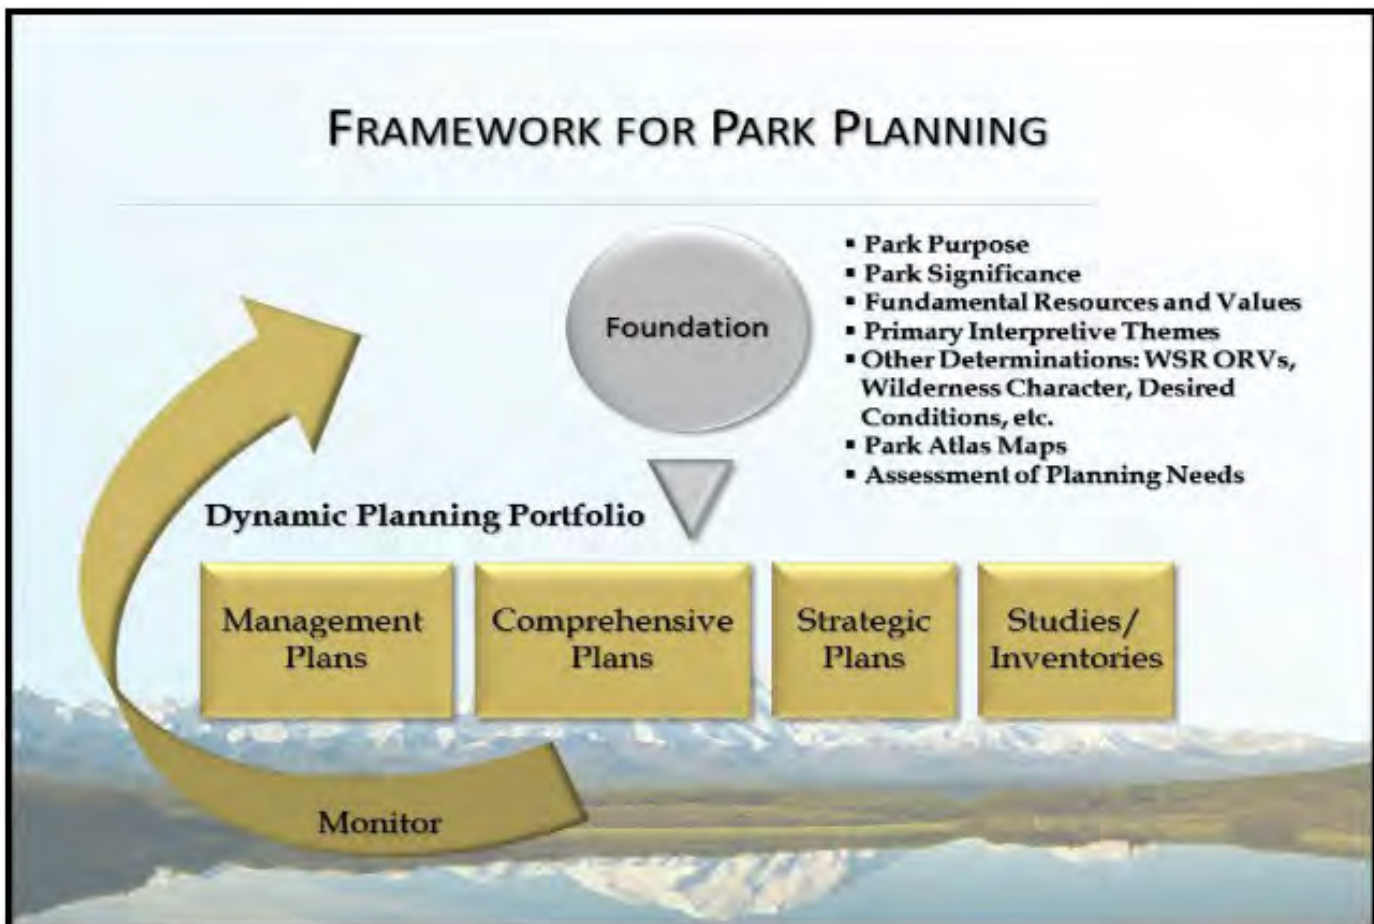 FRAMEWORK FOR PARK PLANNING
Foundation
▪ Park Purpose
▪ Park Significance
▪ Fundamental Resources and Values
▪ Primary Interpretive Themes
▪ Other Determinations: WSR ORVs,
Wilderness Character, Desired
Conditions, etc.
▪ Park Atlas Maps
▪ Assessment of Planning Needs
Dynamic Planning Portfolio
Management
Plans
Comprehensive
Plans
Strategic
Plans
Studies/
Inventories
Monitor